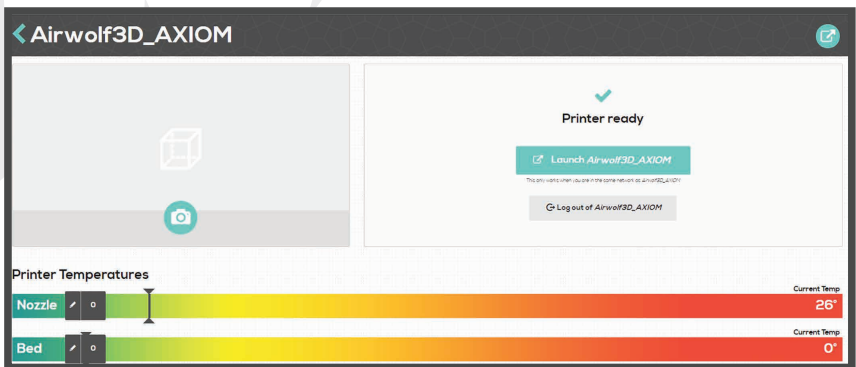 Airwolf3D_AXIOM
Printer ready
Launch Airwolf3D_AXIOM
This only works when you are in the same network as Airwolf3D_AXIOM
Log out of Airwolf3D_AXIOM
Printer Temperatures
Current Temp
Nozzle 0 26°
Current Temp
Bed 0 0°